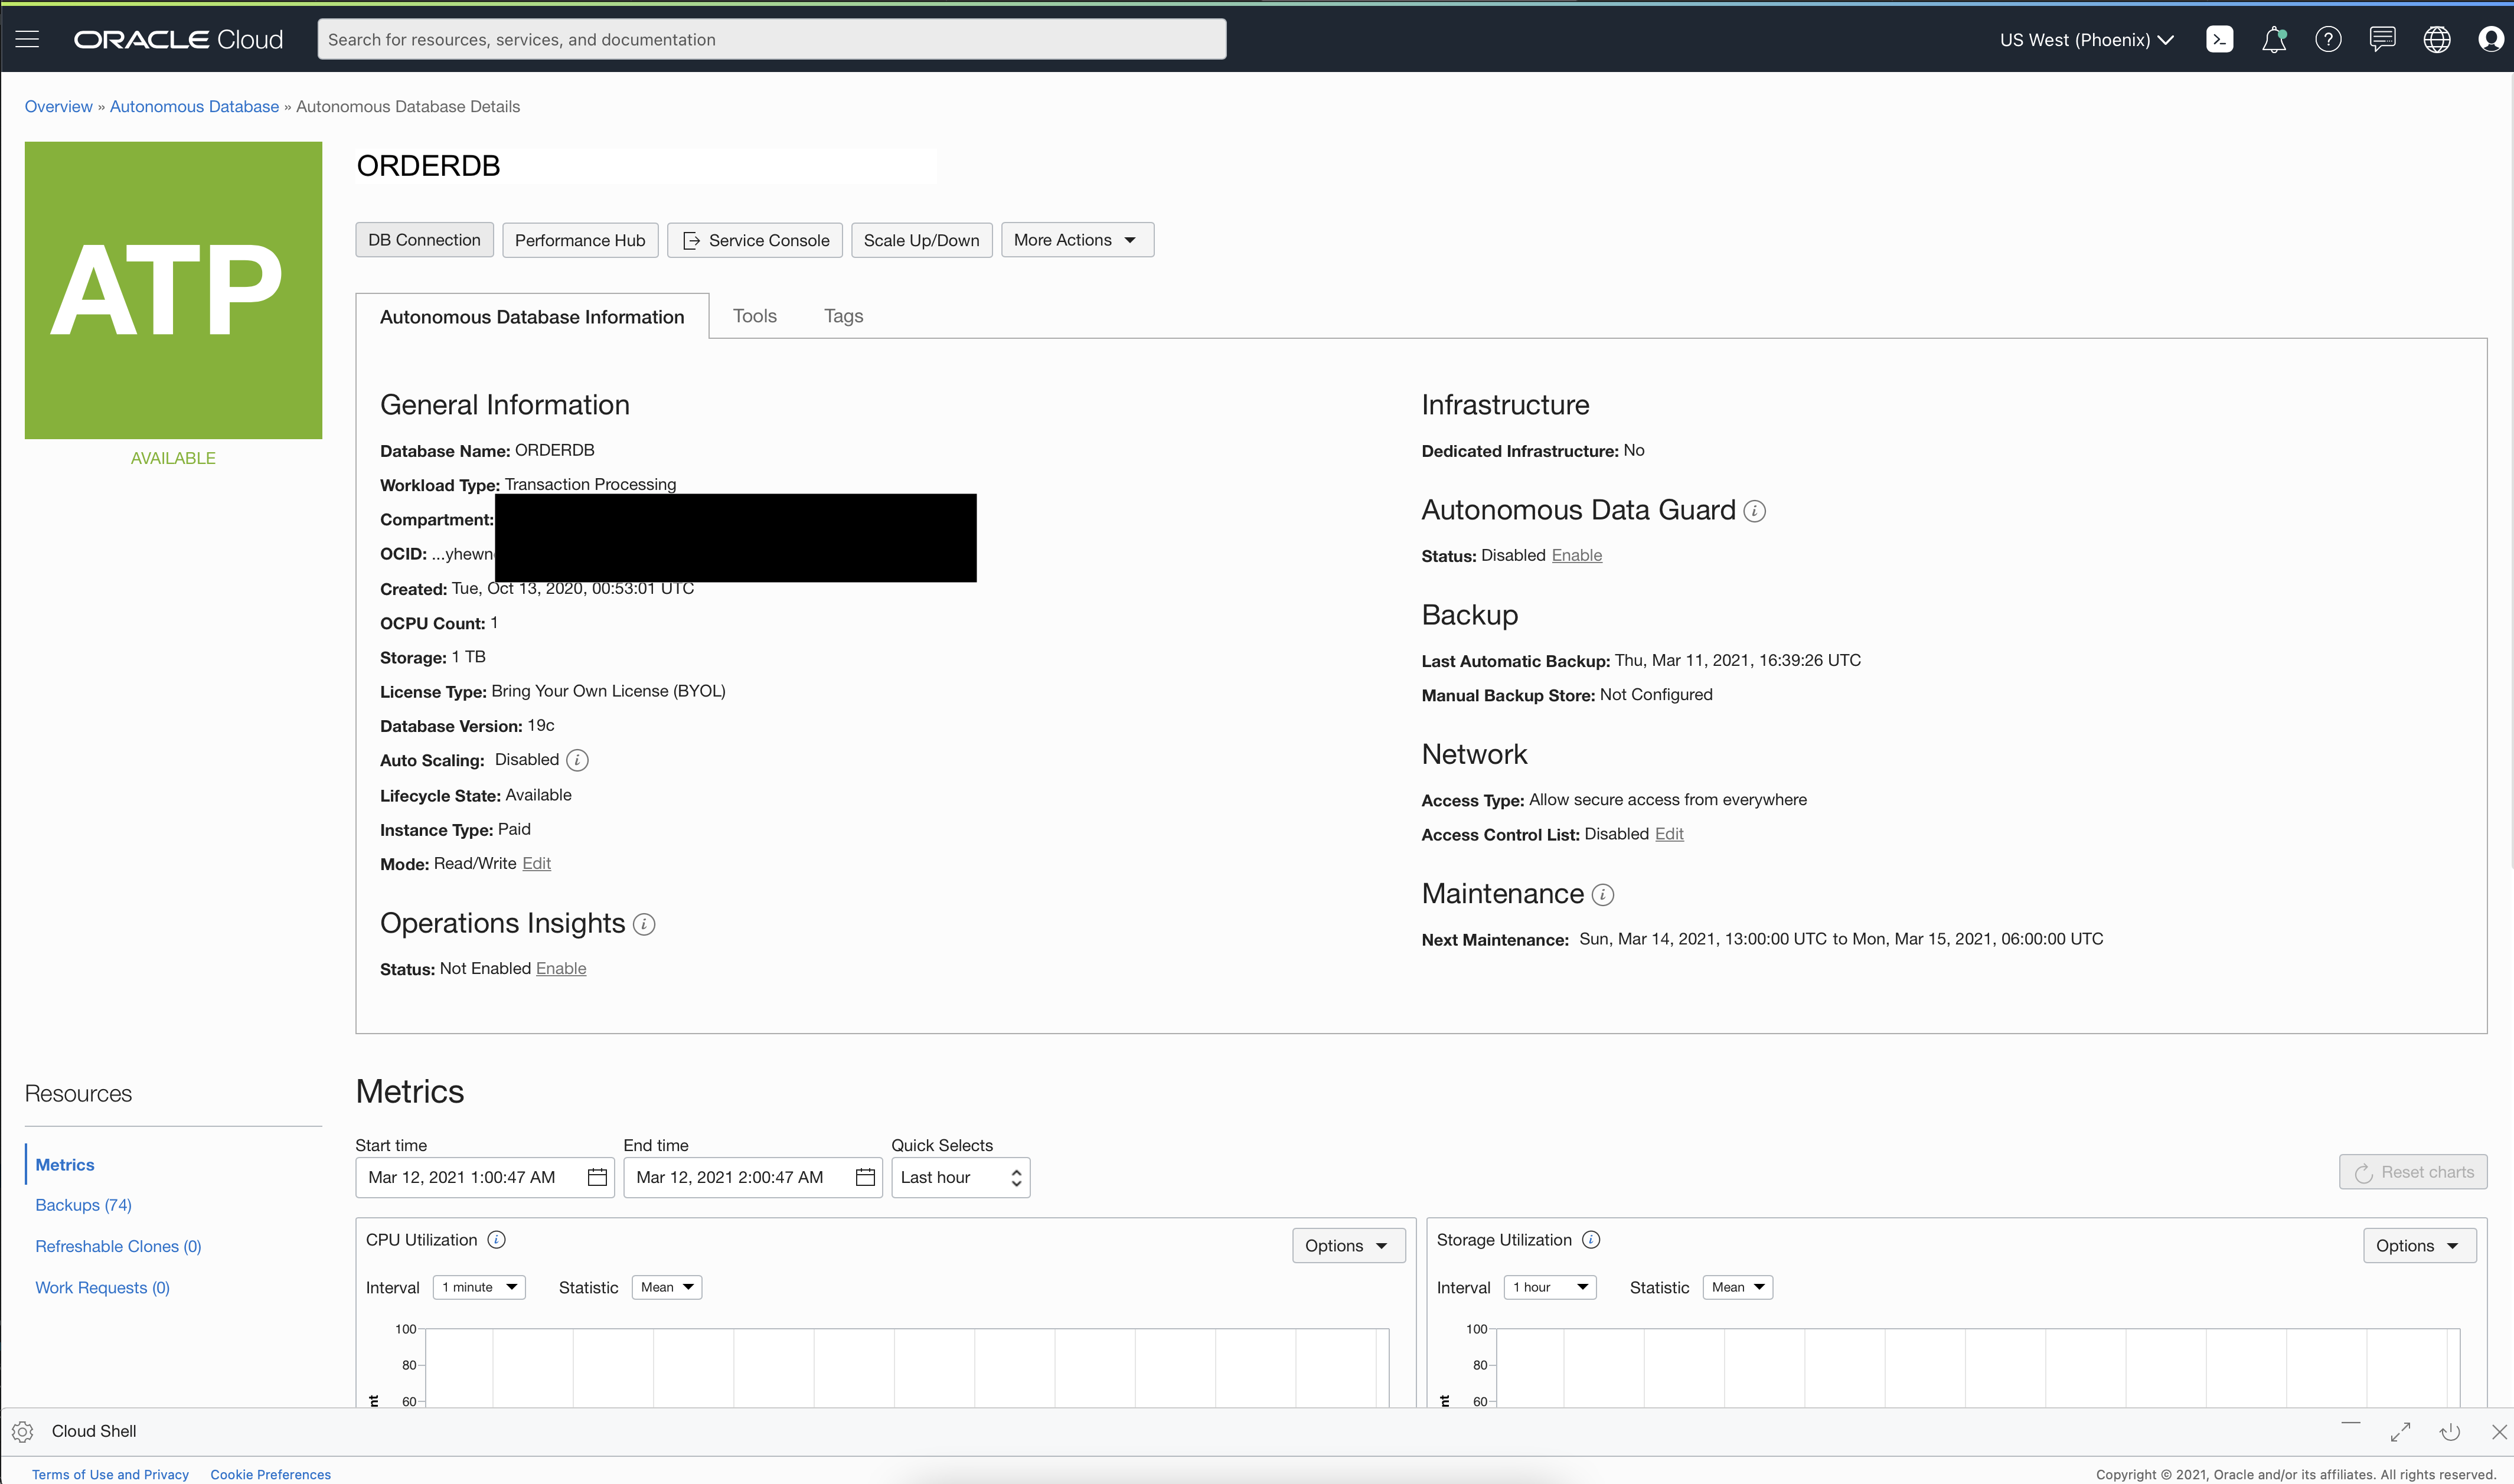 ORACLE Cloud
Search for resources, services, and documentation
US West (Phoenix)
Overview » Autonomous Database » Autonomous Database Details
ATP
AVAILABLE
ORDERDB
DB Connection
Performance Hub
Service Console
Scale Up/Down
More Actions
Autonomous Database Information
Tools
Tags
General Information
Database Name: ORDERDB
Workload Type: Transaction Processing
Compartment:
OCID: ...yhewn
Created: Tue, Oct 13, 2020, 00:53:01 UTC
OCPU Count: 1
Storage: 1 TB
License Type: Bring Your Own License (BYOL)
Database Version: 19c
Auto Scaling: Disabled
Lifecycle State: Available
Instance Type: Paid
Mode: Read/Write Edit
Operations Insights
Status: Not Enabled Enable
Infrastructure
Dedicated Infrastructure: No
Autonomous Data Guard
Status: Disabled Enable
Backup
Last Automatic Backup: Thu, Mar 11, 2021, 16:39:26 UTC
Manual Backup Store: Not Configured
Network
Access Type: Allow secure access from everywhere
Access Control List: Disabled Edit
Maintenance
Next Maintenance: Sun, Mar 14, 2021, 13:00:00 UTC to Mon, Mar 15, 2021, 06:00:00 UTC
Resources
Metrics
Backups (74)
Refreshable Clones (0)
Work Requests (0)
Metrics
Start time
Mar 12, 2021 1:00:47 AM
End time
Mar 12, 2021 2:00:47 AM
Quick Selects
Last hour
Reset charts
CPU Utilization
Options
Interval 1 minute Statistic Mean
100
80
60
Storage Utilization
Options
Interval 1 hour Statistic Mean
100
80
60
Cloud Shell
Terms of Use and Privacy Cookie Preferences
Copyright © 2021, Oracle and/or its affiliates. All rights reserved.